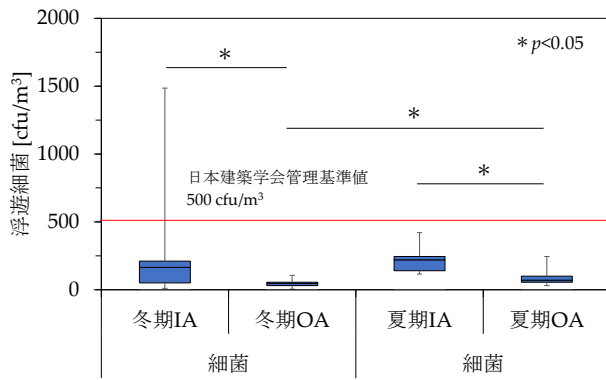 2000
1500
1000
500
0
浮遊細菌 [cfu/m³]
* p<0.05
*
*
*
日本建築学会管理基準値
500 cfu/m³
冬期IA 冬期OA 夏期IA 夏期OA
細菌 細菌